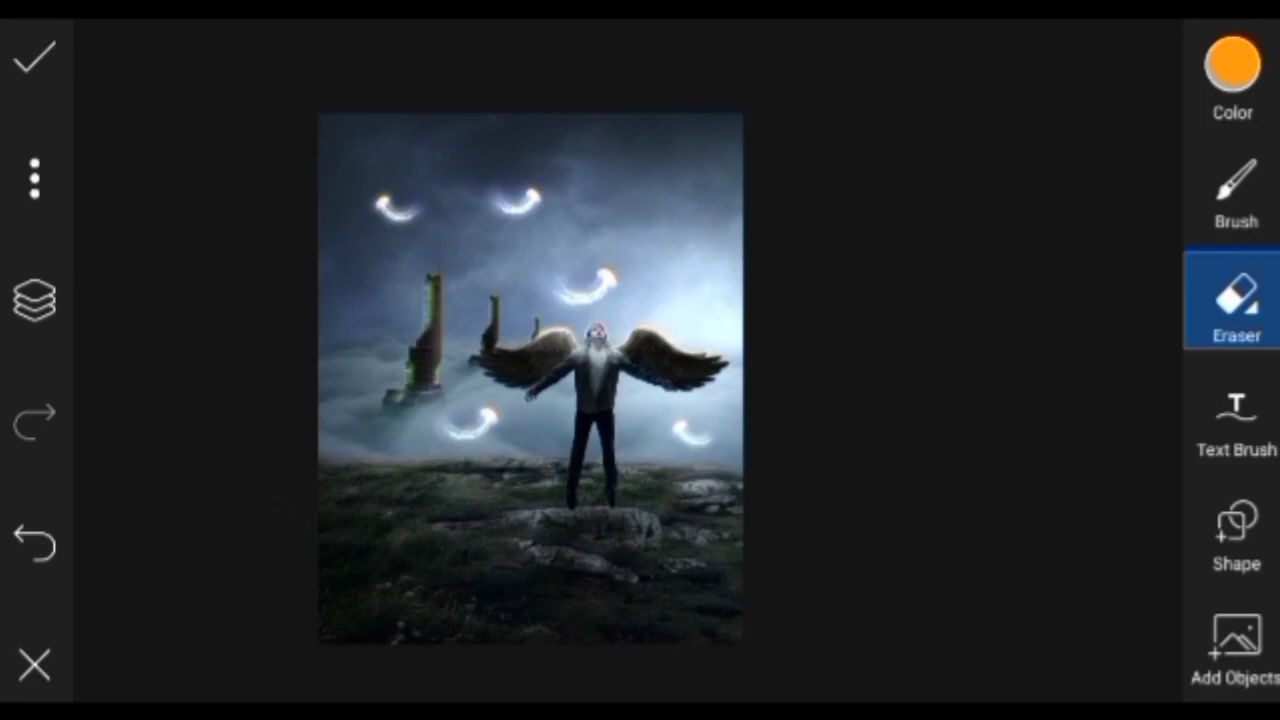 Color
Brush
Eraser
T
Text Brush
Shape
Add Objects